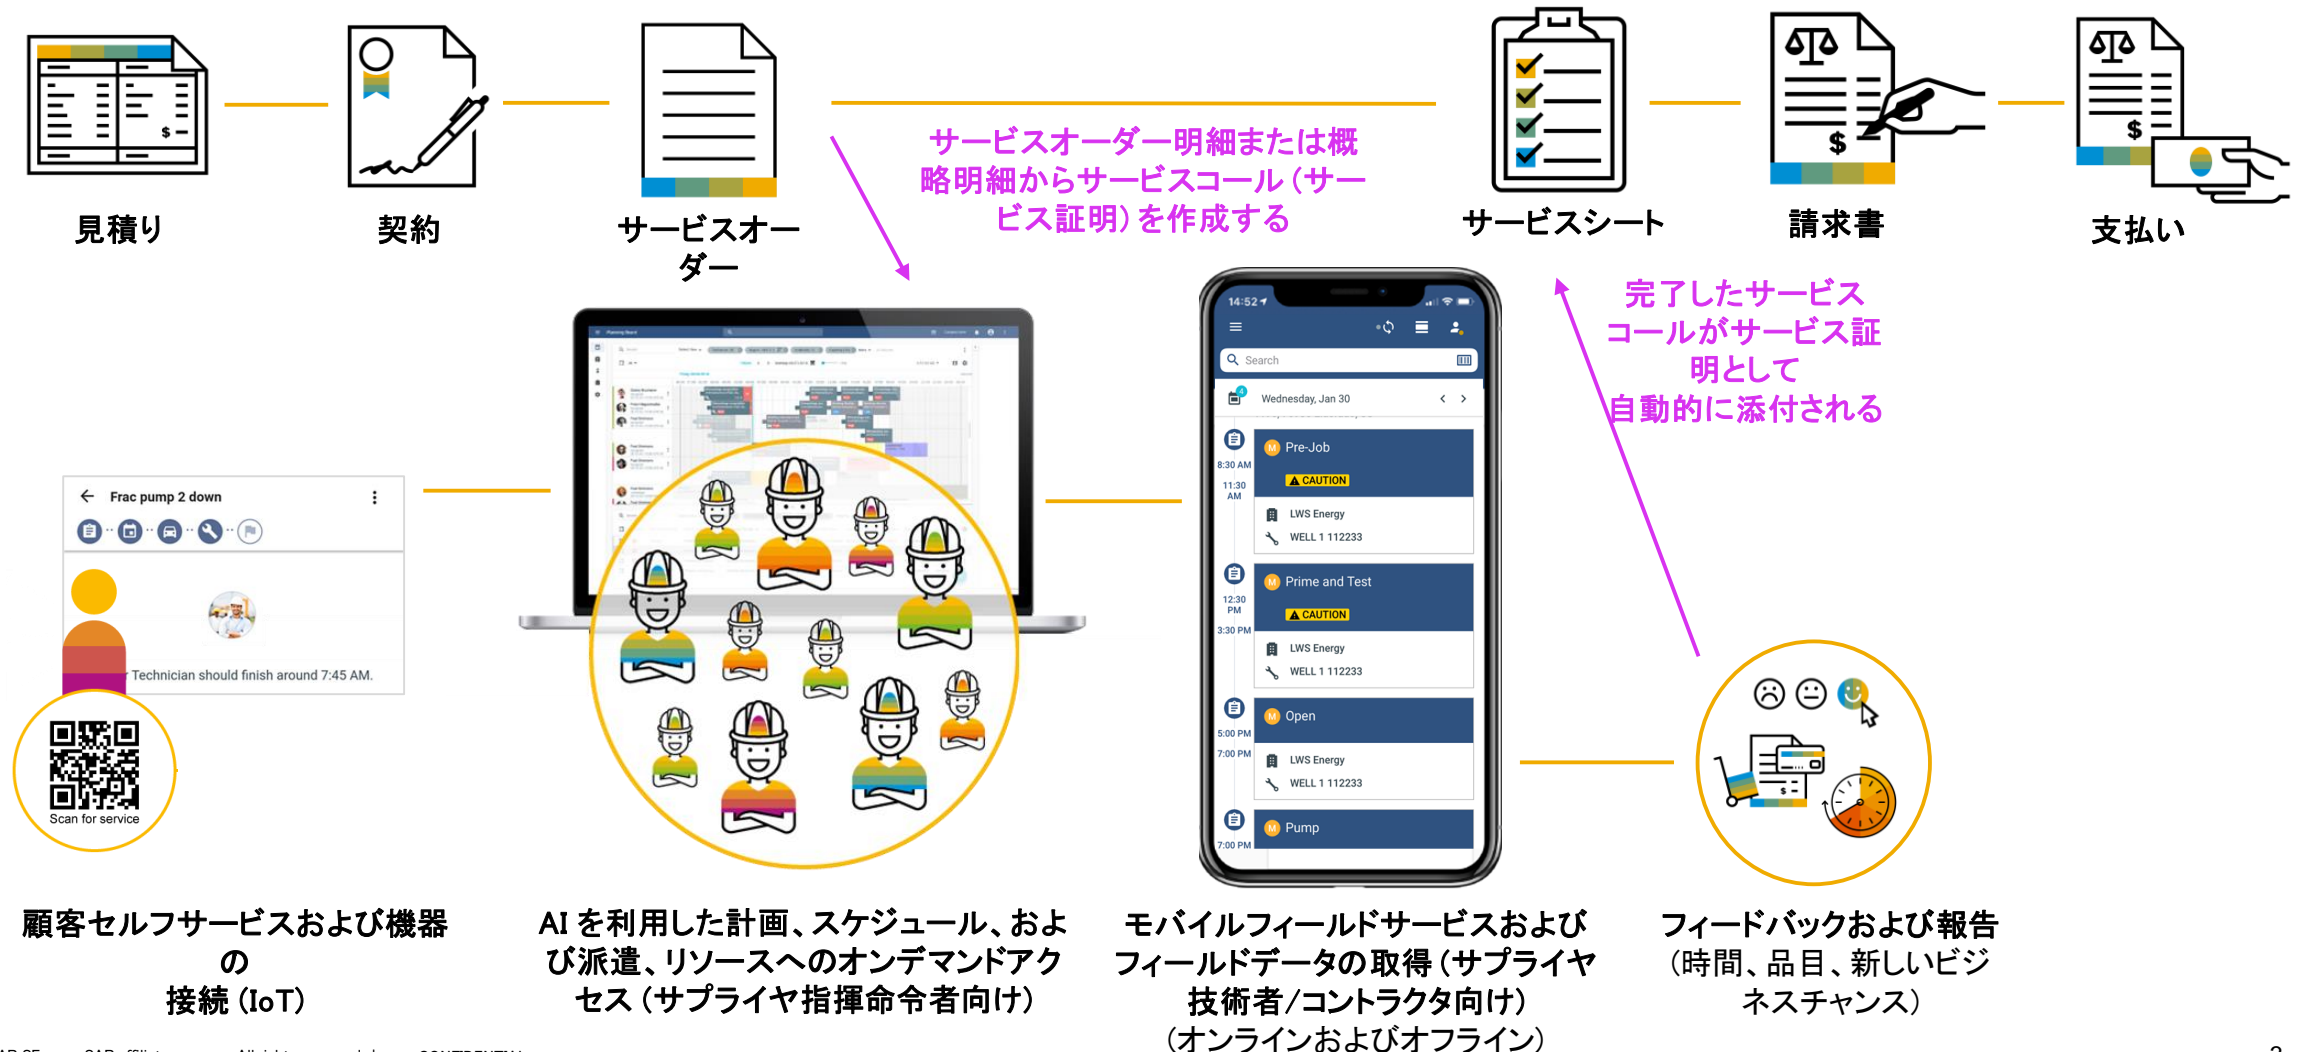 見積り
契約
サービスオー
ダー
サービスオーダー明細または概
略明細からサービスコール（サー
ビス証明）を作成する
サービスシート
請求書
支払い
完了したサービス
コールがサービス証
明として
自動的に添付される
Frac pump 2 down
Technician should finish around 7:45 AM.
Scan for service
14:52
Search
4
Wednesday, Jan 30
8:30 AM
11:30
AM
M Pre-Job
CAUTION
LWS Energy
WELL 1 112233
12:30
PM
3:30 PM
M Prime and Test
CAUTION
LWS Energy
WELL 1 112233
5:00 PM
7:00 PM
M Open
LWS Energy
WELL 1 112233
7:00 PM
M Pump
顧客セルフサービスおよび機器
の
接続（IoT）
AI を利用した計画、スケジュール、およ
び派遣、リソースへのオンデマンドアク
セス（サプライヤ指揮命令者向け）
モバイルフィールドサービスおよび
フィールドデータの取得（サプライヤ
技術者/コントラクタ向け）
（オンラインおよびオフライン）
フィードバックおよび報告
（時間、品目、新しいビジ
ネスチャンス）